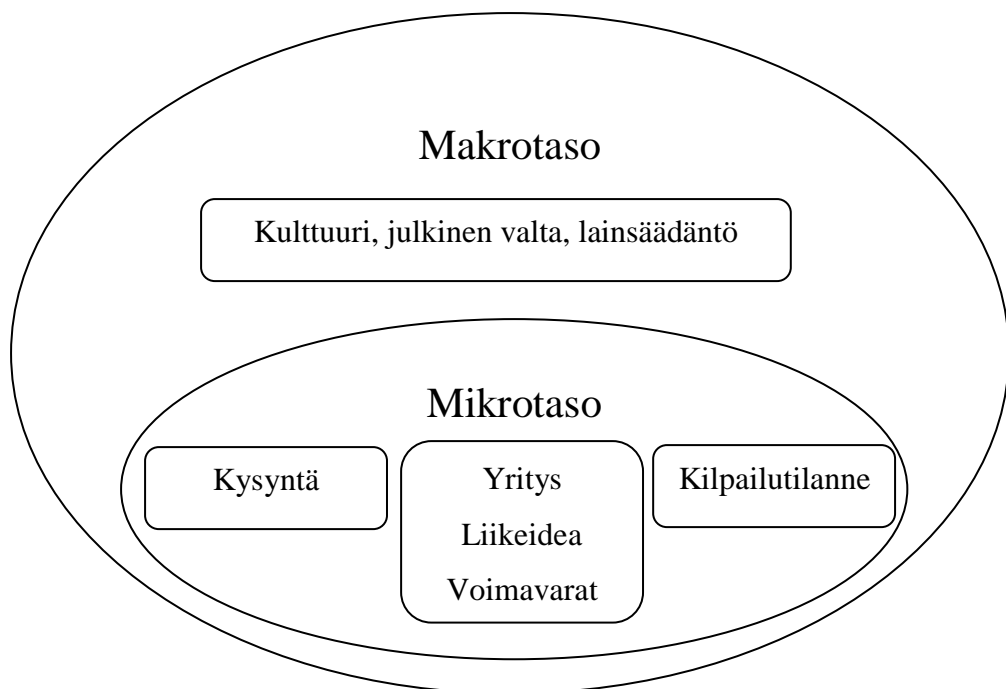 Makrotaso
Kulttuuri, julkinen valta, lainsäädäntö
Mikrotaso
Kysyntä
Yritys
Liikeidea
Voimavarat
Kilpailutilanne